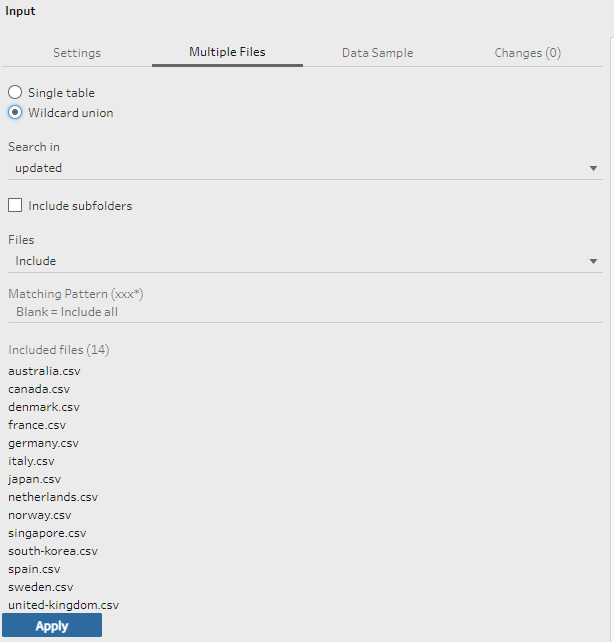 Input
Settings Multiple Files Data Sample Changes (0)
Single table
Wildcard union
Search in
updated
Include subfolders
Files
Include
Matching Pattern (xxx*)
Blank = Include all
Included files (14)
australia.csv
canada.csv
denmark.csv
france.csv
germany.csv
italy.csv
japan.csv
netherlands.csv
norway.csv
singapore.csv
south-korea.csv
spain.csv
sweden.csv
united-kingdom.csv
Apply